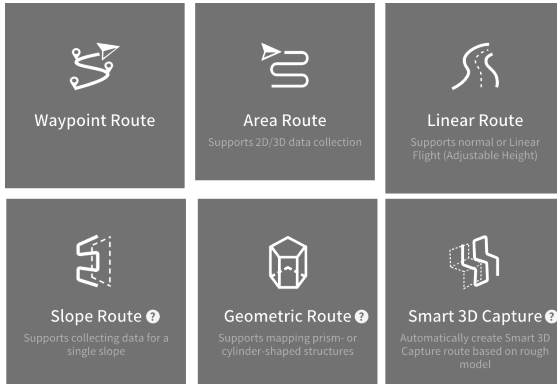 Waypoint Route
Area Route
Supports 2D/3D data collection
Linear Route
Supports normal or Linear
Flight (Adjustable Height)
Slope Route ?
Supports collecting data for a
single slope
Geometric Route ?
Supports mapping prism- or
cylinder-shaped structures
Smart 3D Capture ?
Automatically create Smart 3D
Capture route based on rough
model